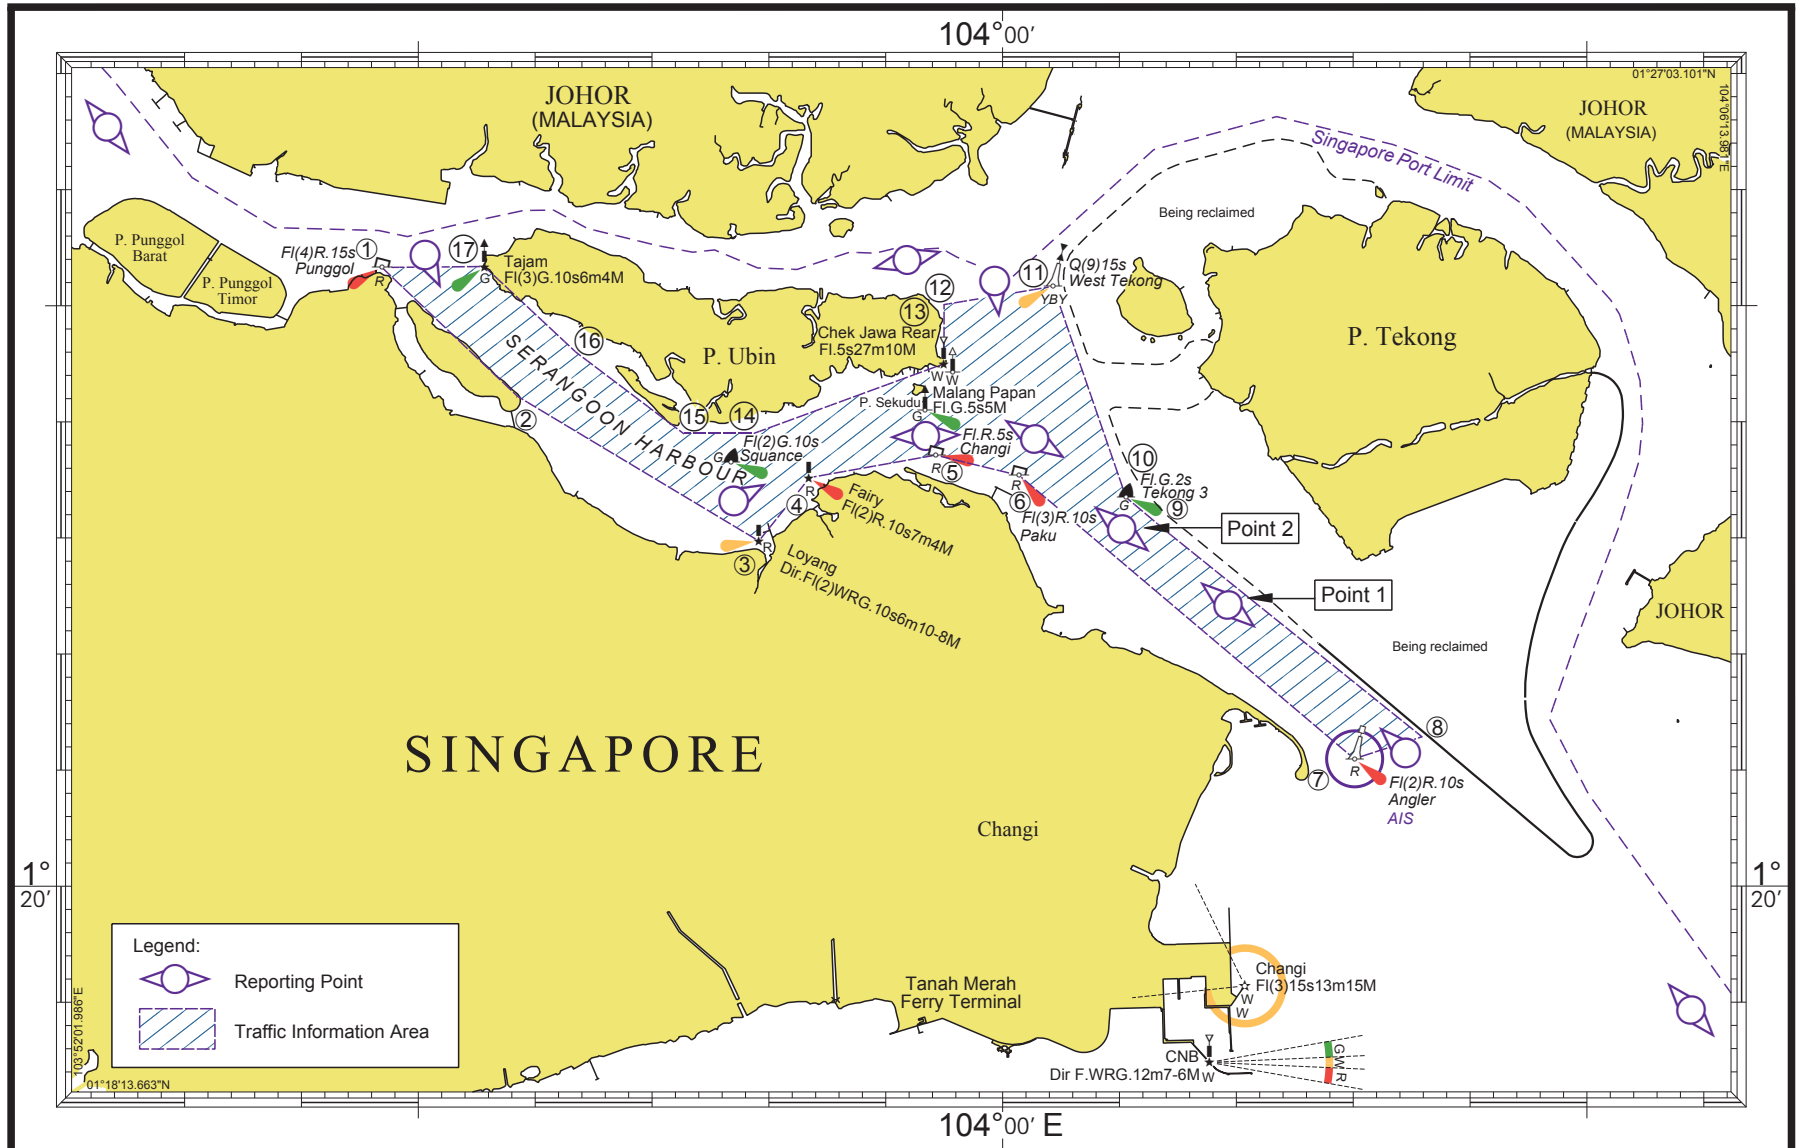 104°00'
01°27'03.101"N
104°06'13.981"E
JOHOR
(MALAYSIA)
JOHOR
(MALAYSIA)
Singapore Port Limit
Being reclaimed
P. Punggol
Barat
P. Punggol
Timor
Fl(4)R.15s
Punggol
1
R
17
G
Tajam
Fl(3)G.10s6m4M
12
11
Q(9)15s
West Tekong
YBY
13
Chek Jawa Rear
Fl.5s27m10M
16
P. Ubin
P. Tekong
SERANGOON HARBOUR
W
W
Malang Papan
Fl.G.5s5M
P. Sekudu
G
2
15
14
Fl(2)G.10s
Squance
G
Fl.R.5s
Changi
R
5
10
Fl.G.2s
Tekong 3
G
9
R
4
Fairy
Fl(2)R.10s7m4M
R
6
Fl(3)R.10s
Paku
Point 2
3
R
Loyang
Dir.Fl(2)WRG.10s6m10-8M
Point 1
JOHOR
Being reclaimed
SINGAPORE
8
7
R
Fl(2)R.10s
Angler
AIS
Changi
1°
20'
1°
20'
Legend:
Reporting Point
Traffic Information Area
103°52'01.986"E
01°18'13.663"N
Tanah Merah
Ferry Terminal
Changi
Fl(3)15s13m15M
W
W
CNB
Dir F.WRG.12m7-6M
W
G
W
R
104°00' E